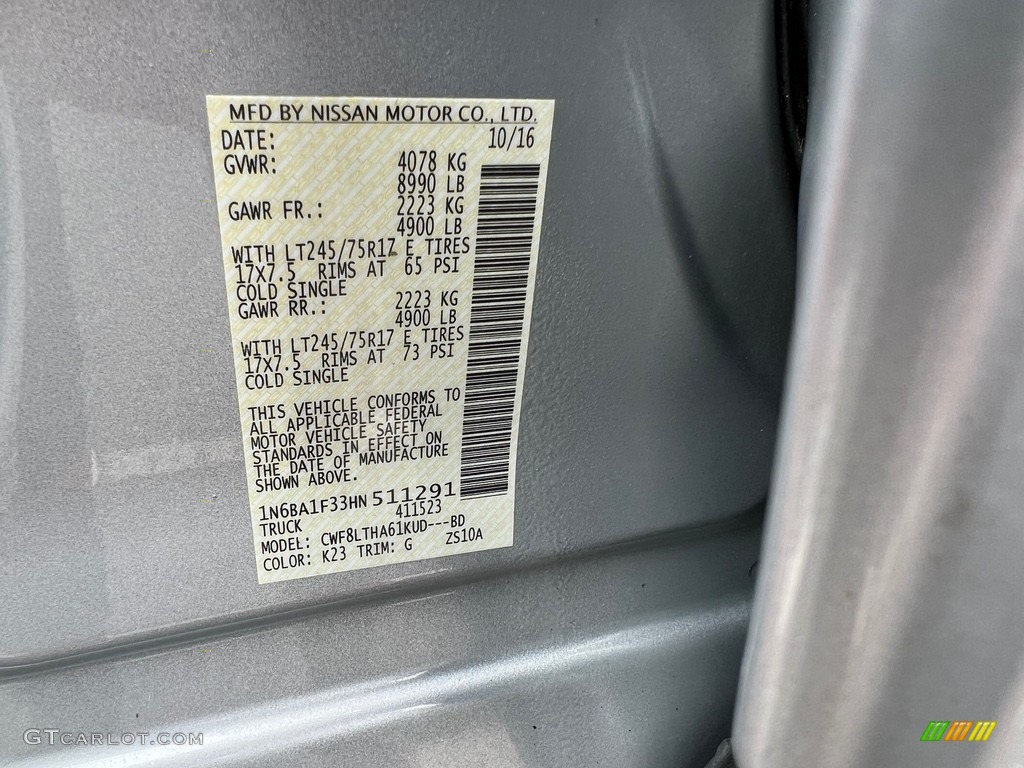 MFD BY NISSAN MOTOR CO., LTD.
DATE: 10/16
GVWR: 4078 KG
8990 LB
GAWR FR.: 2223 KG
4900 LB
WITH LT245/75R17 E TIRES
17X7.5 RIMS AT 65 PSI
COLD SINGLE
GAWR RR.: 2223 KG
4900 LB
WITH LT245/75R17 E TIRES
17X7.5 RIMS AT 73 PSI
COLD SINGLE
THIS VEHICLE CONFORMS TO
ALL APPLICABLE FEDERAL
MOTOR VEHICLE SAFETY
STANDARDS IN EFFECT ON
THE DATE OF MANUFACTURE
SHOWN ABOVE.
1N6BA1F33HN511291
TRUCK 411523
MODEL: CWF8LTHA61KUD---BD
COLOR: K23 TRIM: G ZS10A
GTCARLOT.COM